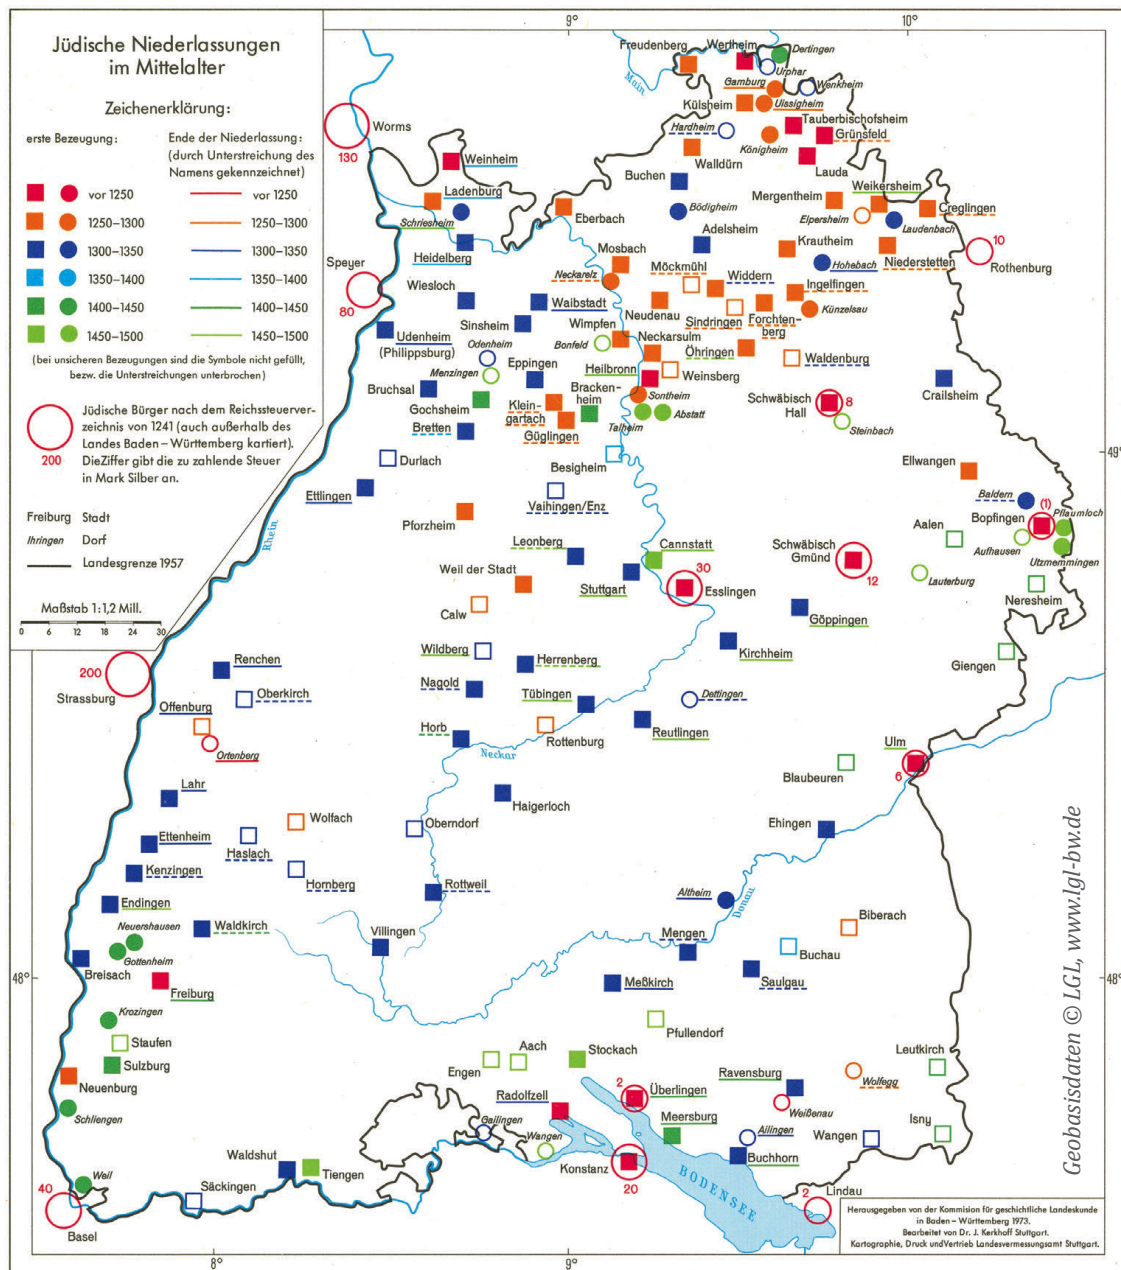 Jüdische Niederlassungen
im Mittelalter
Zeichenerklärung:
erste Bezeugung:
Ende der Niederlassung:
(durch Unterstreichung des
Namens gekennzeichnet)
vor 1250
vor 1250
1250–1300
1250–1300
1300–1350
1300–1350
1350–1400
1350–1400
1400–1450
1400–1450
1450–1500
1450–1500
(bei unsicheren Bezeugungen sind die Symbole nicht gefüllt,
bezw. die Unterstreichungen unterbrochen)
Jüdische Bürger nach dem Reichssteuerver-
zeichnis von 1241 (auch außerhalb des
Landes Baden–Württemberg kartiert).
DieZiffer gibt die zu zahlende Steuer
in Mark Silber an.
200
Freiburg Stadt
Ihringen Dorf
Landesgrenze 1957
Maßstab 1:1,2 Mill.
0 6 12 18 24 30
9°
10°
Freudenberg
Wertheim
Dertingen
Urphar
Main
Gamburg
Wenkheim
Külsheim
Uissigheim
Worms
130
Hardheim
Tauberbischofsheim
Königheim
Grünsfeld
Walldürn
Lauda
Weinheim
Ladenburg
Buchen
Mergentheim
Weikersheim
Creglingen
Schriesheim
Eberbach
Bödigheim
Elpersheim
Laudenbach
Heidelberg
Adelsheim
Krautheim
10
Rothenburg
Speyer
80
Mosbach
Hohebach
Niederstetten
Neckarelz
Möckmühl
Widdern
Ingelfingen
Wiesloch
Waibstadt
Neudenau
Sindringen
Forchten-
berg
Künzelsau
Udenheim
(Philippsburg)
Sinsheim
Wimpfen
Neckarsulm
Odenheim
Bonfeld
Öhringen
Waldenburg
Menzingen
Eppingen
Heilbronn
Weinsberg
Crailsheim
Bruchsal
Gochsheim
Klein-
gartach
Bracken-
heim
Sontheim
Schwäbisch
Hall
8
Bretten
Güglingen
Talheim
Abstatt
Steinbach
49°
Durlach
Besigheim
Ellwangen
Ettlingen
Vaihingen/Enz
Baldern
Rhein
Pforzheim
Aalen
Bopfingen
(1)
Pflaumloch
Leonberg
Cannstatt
Schwäbisch
Gmünd
12
Aufhausen
Utzmemmingen
Weil der Stadt
Stuttgart
30
Esslingen
Lauterburg
Neresheim
Calw
Göppingen
Wildberg
Herrenberg
Kirchheim
Giengen
200
Strassburg
Renchen
Oberkirch
Nagold
Tübingen
Dettingen
Offenburg
Ortenberg
Horb
Rottenburg
Reutlingen
Neckar
Ulm
6
Blaubeuren
Lahr
Haigerloch
Wolfach
Oberndorf
Ehingen
Ettenheim
Haslach
Kenzingen
Hornberg
Rottweil
Altheim
Donau
Endingen
Neuershausen
Waldkirch
Villingen
Mengen
Biberach
Gottenheim
Buchau
48°
48°
Breisach
Freiburg
Meßkirch
Saulgau
Krozingen
Staufen
Pfullendorf
Sulzburg
Aach
Engen
Stockach
Leutkirch
Neuenburg
Radolfzell
2
Überlingen
Ravensburg
Wolfegg
Schliengen
Gailingen
Meersburg
Weißenau
Isny
Wangen
Ailingen
Wangen
Waldshut
Konstanz
20
Buchhorn
Weil
Tiengen
Säckingen
BODENSEE
2
Lindau
40
Basel
8°
9°
Herausgegeben von der Kommision für geschichtliche Landeskunde
in Baden–Württemberg 1973.
Bearbeitet von Dr. J. Kerkhoff Stuttgart.
Kartographie, Druck undVertrieb Landesvermessungsamt Stuttgart.
Geobasisdaten © LGL, www.lgl-bw.de